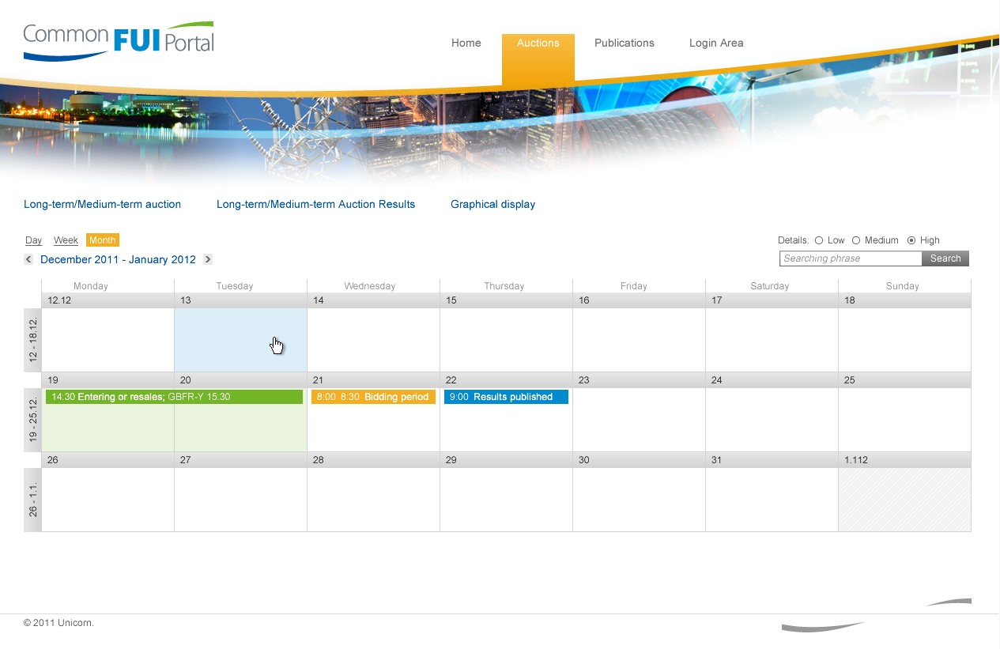 Common FUI Portal
Home Auctions Publications Login Area
0.4
Long-term/Medium-term auction Long-term/Medium-term Auction Results Graphical display
Day Week Month
Details: Low Medium High
< December 2011 - January 2012 >
Searching phrase Search
Monday Tuesday Wednesday Thursday Friday Saturday Sunday
12.12 13 14 15 16 17 18
12 - 18.12.
19 20 21 22 23 24 25
14:30 Entering or resales; GBFR-Y 15:30 8:00 8:30 Bidding period 9:00 Results published
19 - 25.12.
26 27 28 29 30 31 1.112
26 - 1.1.
© 2011 Unicorn.